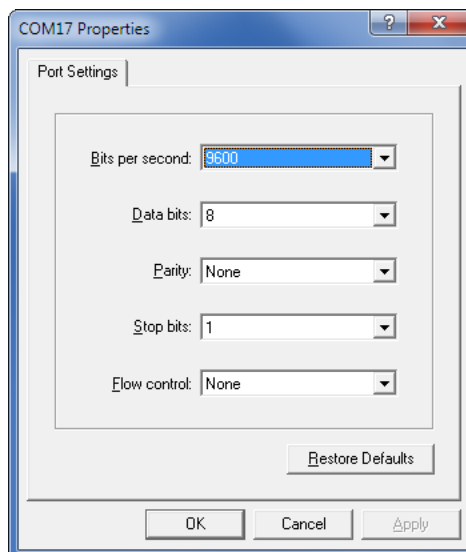 COM17 Properties
Port Settings
Bits per second: 9600
Data bits: 8
Parity: None
Stop bits: 1
Flow control: None
Restore Defaults
OK Cancel Apply